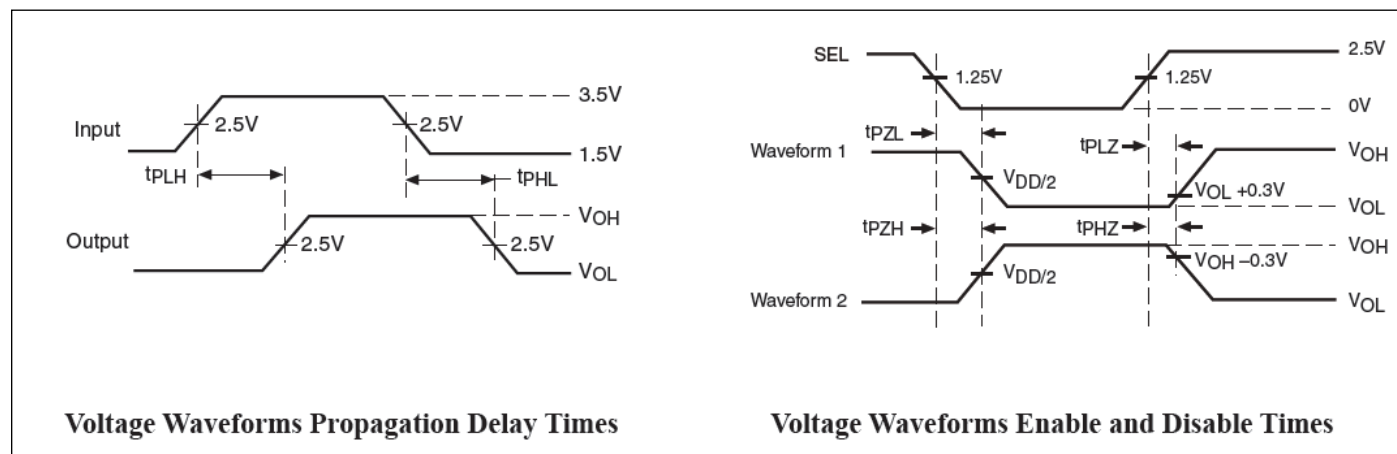 3.5V
Input
2.5V
2.5V
1.5V
tPLH
tPHL
VOH
Output
2.5V
2.5V
VOL
Voltage Waveforms Propagation Delay Times
SEL
2.5V
1.25V
1.25V
0V
tPZL
tPLZ
Waveform 1
VOH
VDD/2
VOL +0.3V
VOL
tPZH
tPHZ
VOH
VOH –0.3V
VDD/2
Waveform 2
VOL
Voltage Waveforms Enable and Disable Times